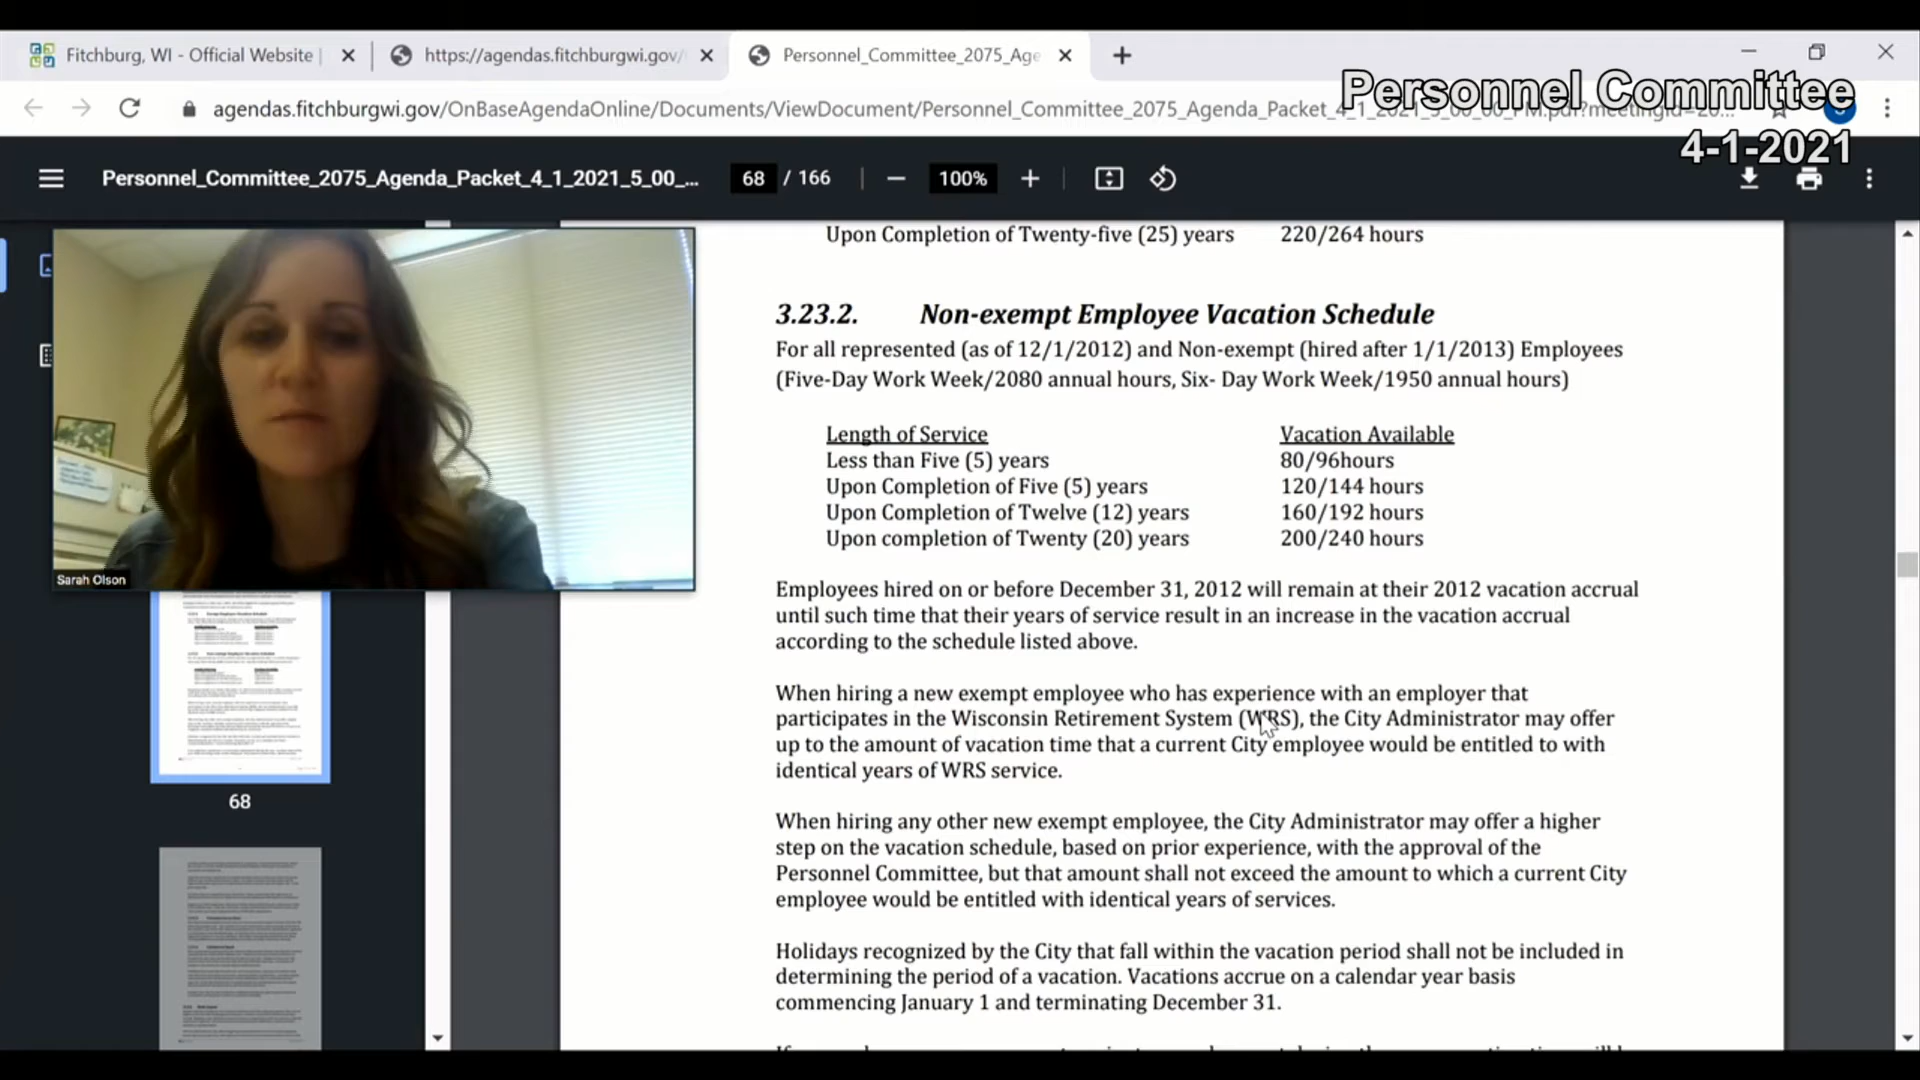 Fitchburg, WI - Official Website |
https://agendas.fitchburgwi.gov/
Personnel_Committee_2075_Age
Personnel Committee
agendas.fitchburgwi.gov/OnBaseAgendaOnline/Documents/ViewDocument/Personnel_Committee_2075_Agenda_Packet_4_1_2021_5_00_00_PM.pdf?meetingId=20...
4-1-2021
Personnel_Committee_2075_Agenda_Packet_4_1_2021_5_00_...
68 / 166
100%
Upon Completion of Twenty-five (25) years 220/264 hours
3.23.2. Non-exempt Employee Vacation Schedule
For all represented (as of 12/1/2012) and Non-exempt (hired after 1/1/2013) Employees
(Five-Day Work Week/2080 annual hours, Six- Day Work Week/1950 annual hours)
Length of Service Vacation Available
Less than Five (5) years 80/96hours
Upon Completion of Five (5) years 120/144 hours
Upon Completion of Twelve (12) years 160/192 hours
Upon completion of Twenty (20) years 200/240 hours
Sarah Olson
Employees hired on or before December 31, 2012 will remain at their 2012 vacation accrual
until such time that their years of service result in an increase in the vacation accrual
according to the schedule listed above.
When hiring a new exempt employee who has experience with an employer that
participates in the Wisconsin Retirement System (WRS), the City Administrator may offer
up to the amount of vacation time that a current City employee would be entitled to with
identical years of WRS service.
68
When hiring any other new exempt employee, the City Administrator may offer a higher
step on the vacation schedule, based on prior experience, with the approval of the
Personnel Committee, but that amount shall not exceed the amount to which a current City
employee would be entitled with identical years of services.
Holidays recognized by the City that fall within the vacation period shall not be included in
determining the period of a vacation. Vacations accrue on a calendar year basis
commencing January 1 and terminating December 31.